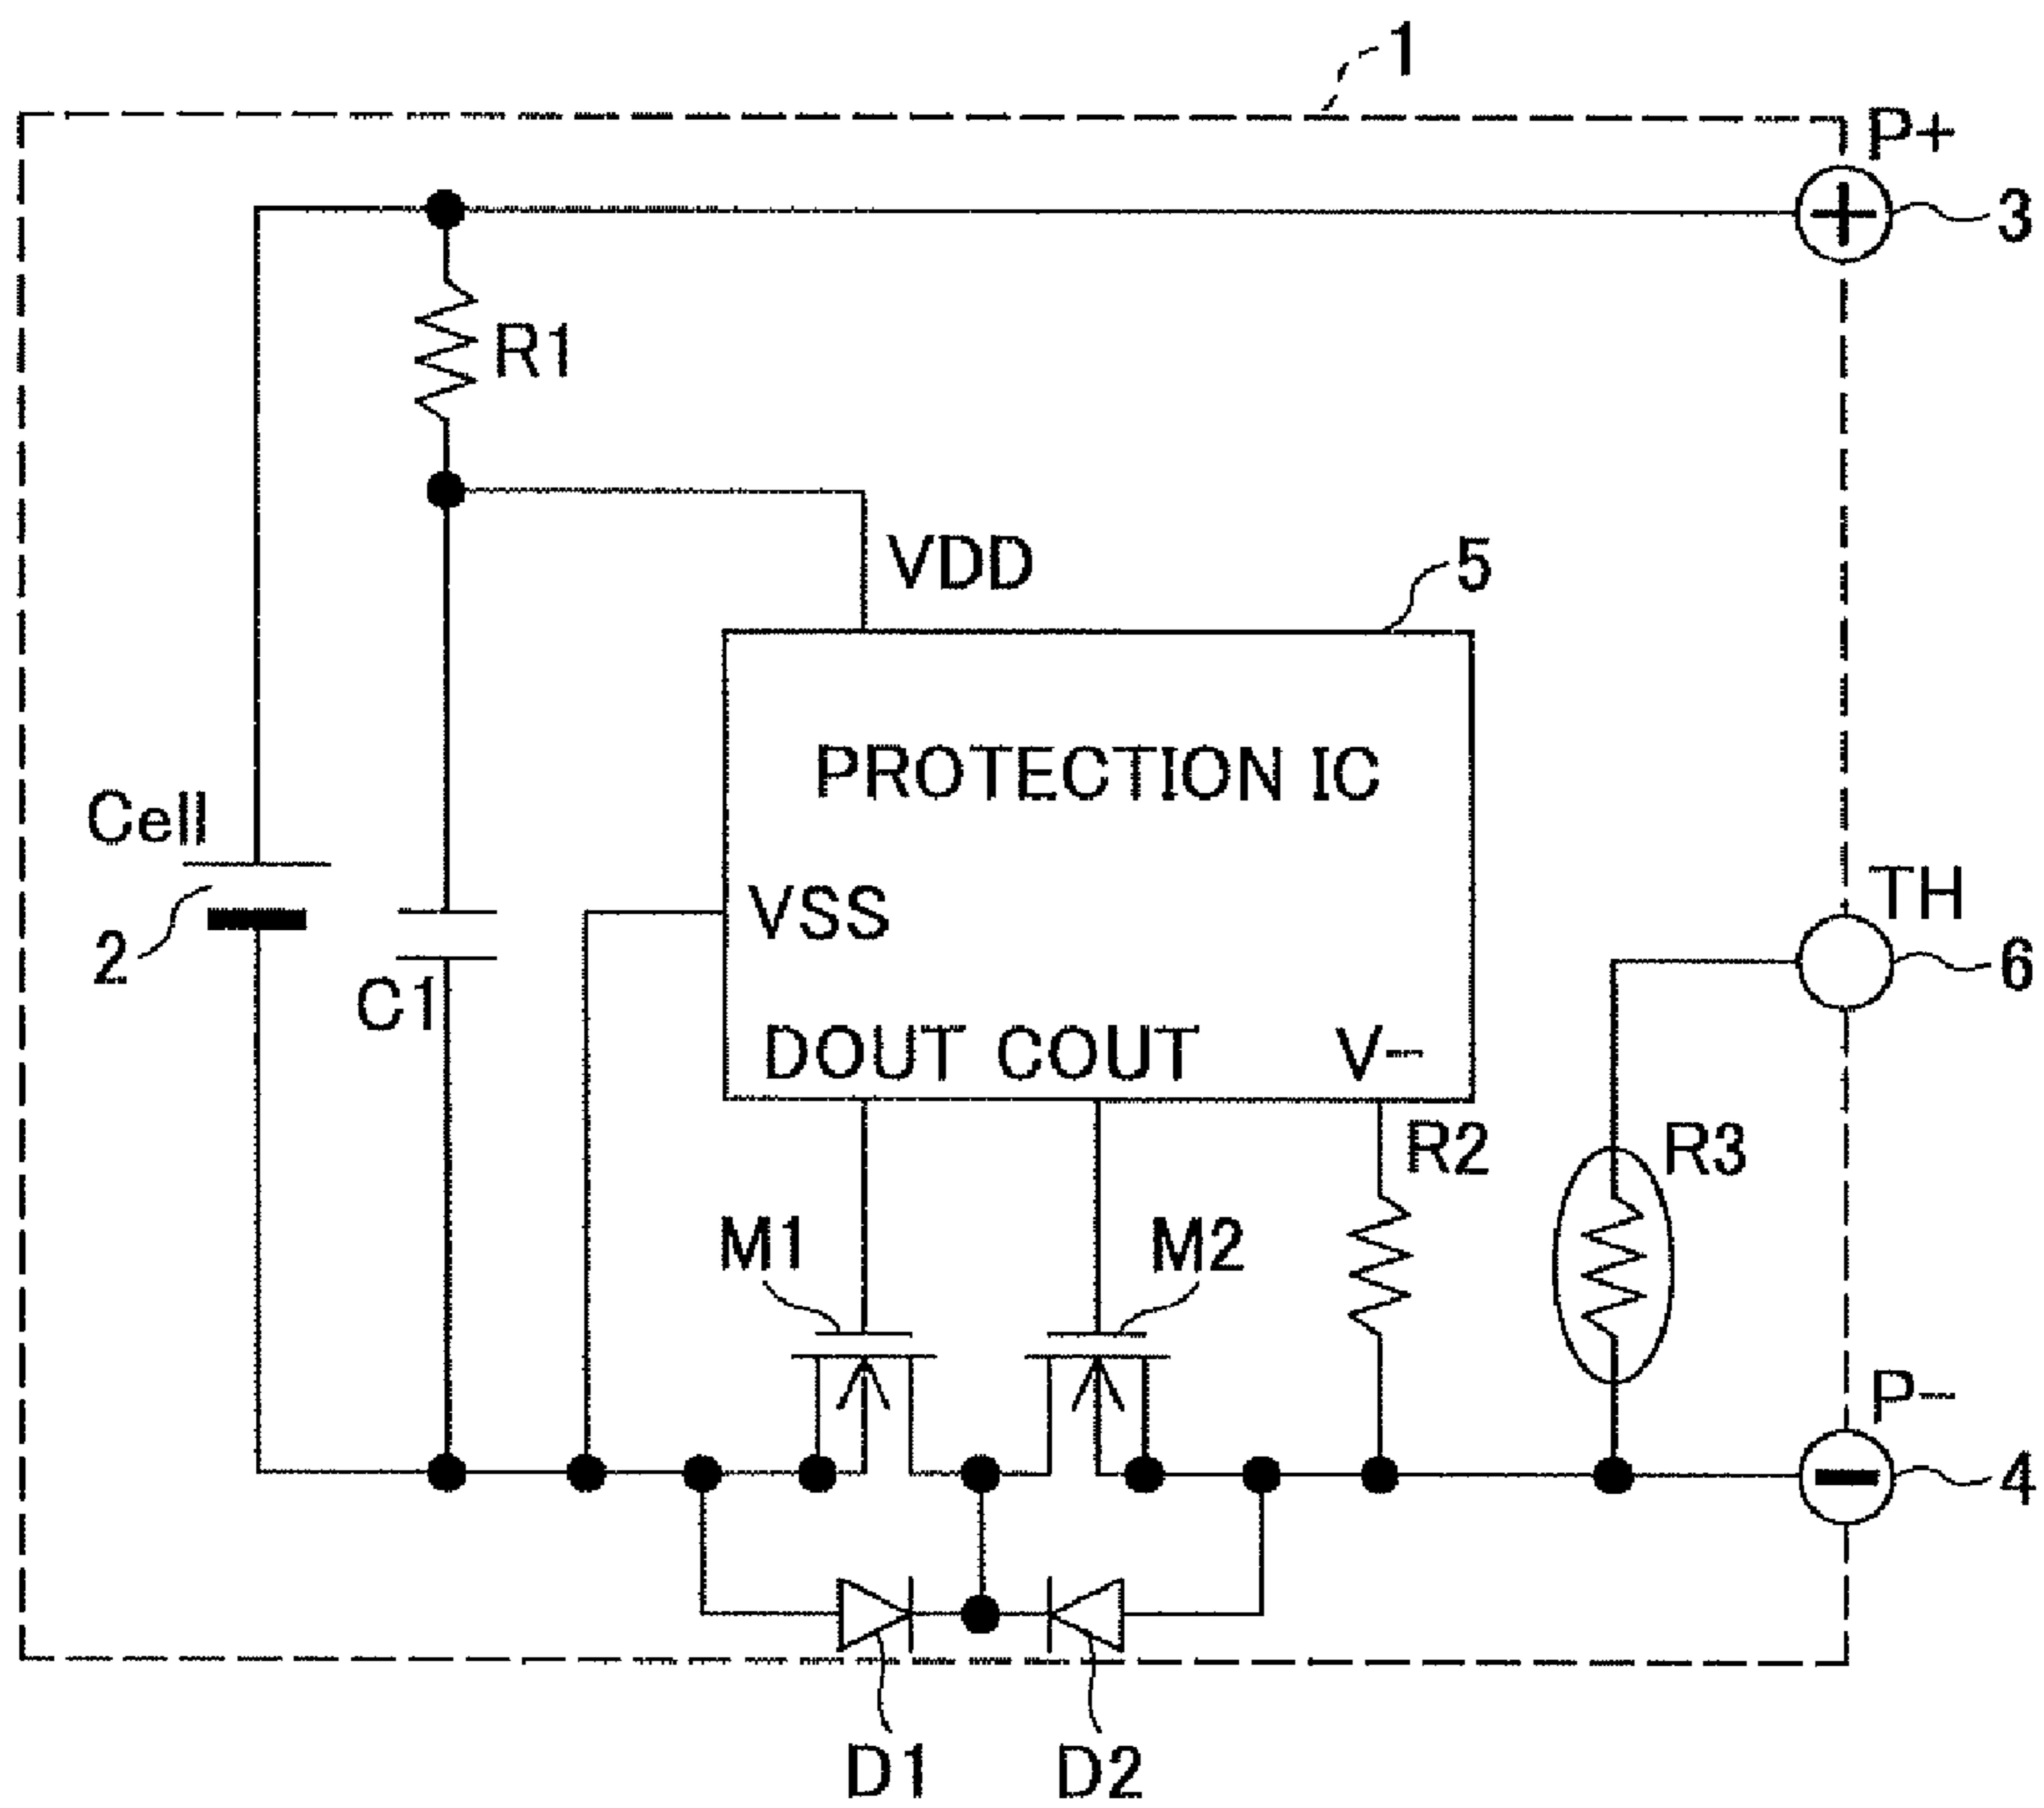 1
P+
3
R1
VDD
5
PROTECTION IC
Cell
2
C1
VSS
TH
6
DOUT COUT V-
R2
R3
M1
M2
P-
4
D1
D2